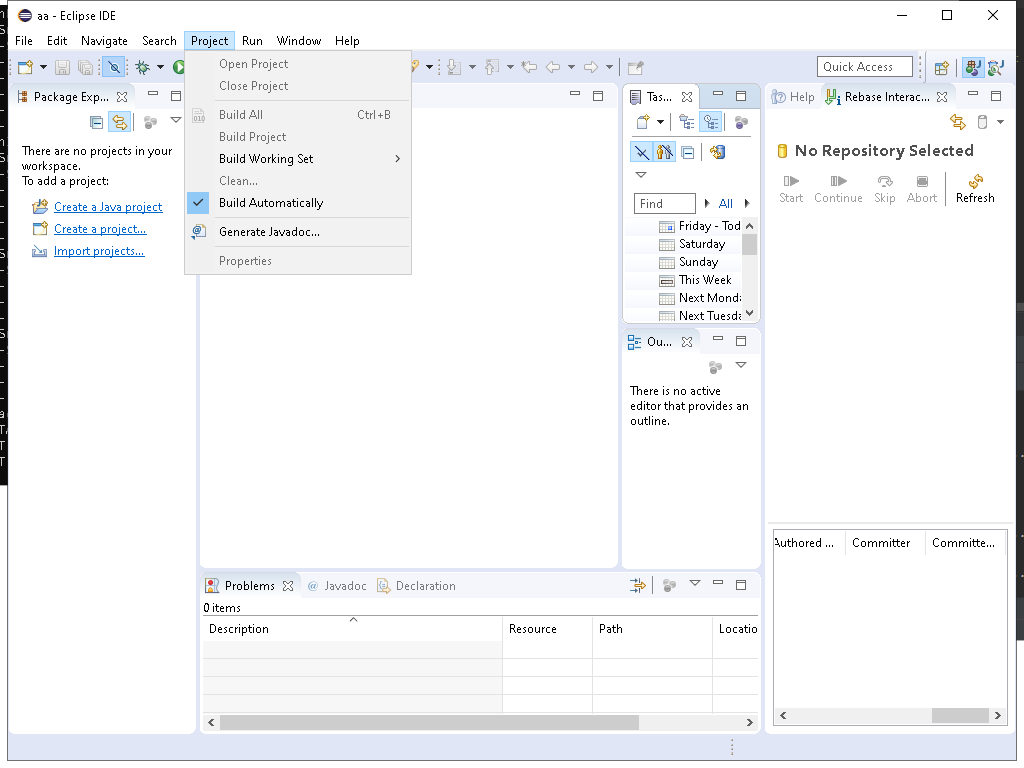 aa - Eclipse IDE
File Edit Navigate Search Project Run Window Help
Quick Access
Open Project
Close Project
Build All Ctrl+B
Build Project
Build Working Set
Clean...
Build Automatically
Generate Javadoc...
Properties
Package Exp...
There are no projects in your
workspace.
To add a project:
Create a Java project
Create a project...
Import projects...
Tas...
Find All
Friday - Tod
Saturday
Sunday
This Week
Next Monda
Next Tuesda
Ou...
There is no active
editor that provides an
outline.
Help Rebase Interac...
No Repository Selected
Start Continue Skip Abort Refresh
Authored ... Committer Committe...
Problems @ Javadoc Declaration
0 items
Description Resource Path Locatio